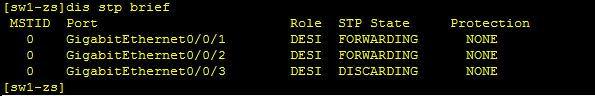 [sw1-zs]dis stp brief
MSTID Port Role STP State Protection
0 GigabitEthernet0/0/1 DESI FORWARDING NONE
0 GigabitEthernet0/0/2 DESI FORWARDING NONE
0 GigabitEthernet0/0/3 DESI DISCARDING NONE
[sw1-zs]